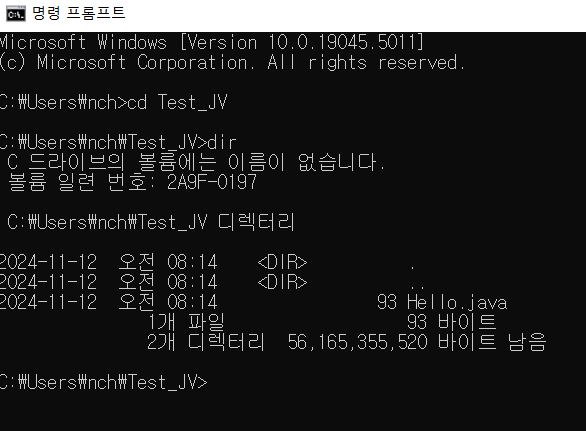 명령 프롬프트
Microsoft Windows [Version 10.0.19045.5011]
(c) Microsoft Corporation. All rights reserved.
C:₩Users₩nch>cd Test_JV
C:₩Users₩nch₩Test_JV>dir
 C 드라이브의 볼륨에는 이름이 없습니다.
 볼륨 일련 번호: 2A9F-0197
 C:₩Users₩nch₩Test_JV 디렉터리
2024-11-12  오전 08:14    <DIR>          .
2024-11-12  오전 08:14    <DIR>          ..
2024-11-12  오전 08:14                93 Hello.java
               1개 파일                  93 바이트
               2개 디렉터리  56,165,355,520 바이트 남음
C:₩Users₩nch₩Test_JV>